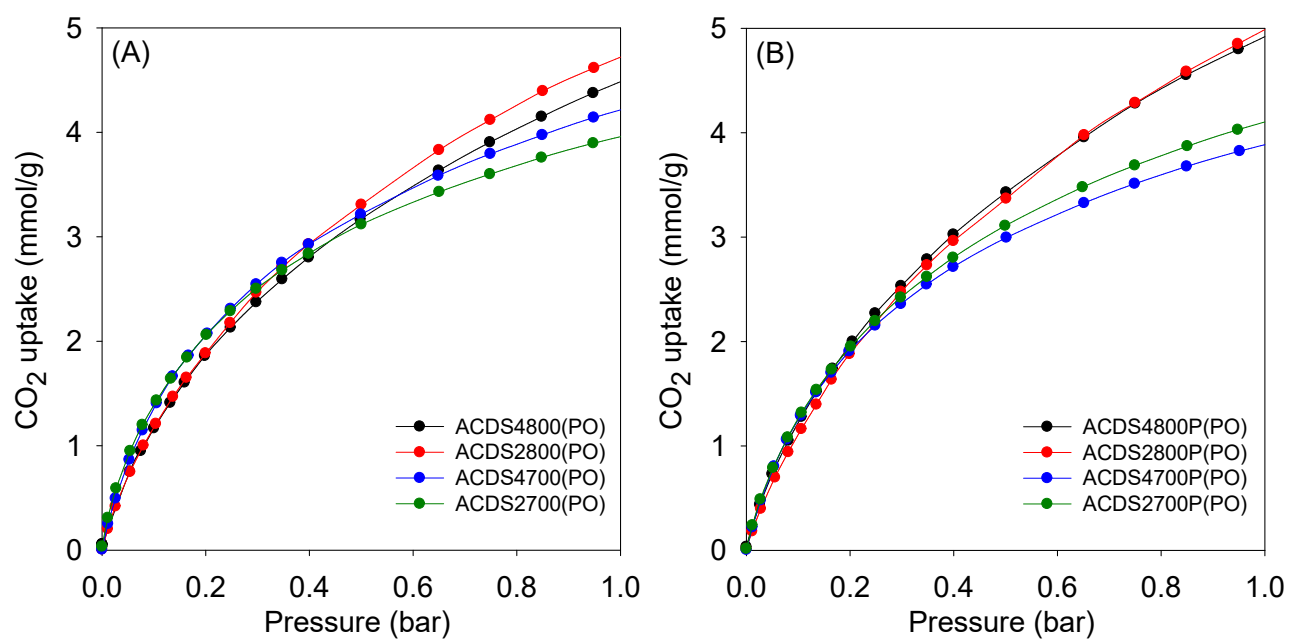 (A)
CO2 uptake (mmol/g)
5
4
3
2
1
0
0.0 0.2 0.4 0.6 0.8 1.0
Pressure (bar)
ACDS4800(PO)
ACDS2800(PO)
ACDS4700(PO)
ACDS2700(PO)
(B)
CO2 uptake (mmol/g)
5
4
3
2
1
0
0.0 0.2 0.4 0.6 0.8 1.0
Pressure (bar)
ACDS4800P(PO)
ACDS2800P(PO)
ACDS4700P(PO)
ACDS2700P(PO)